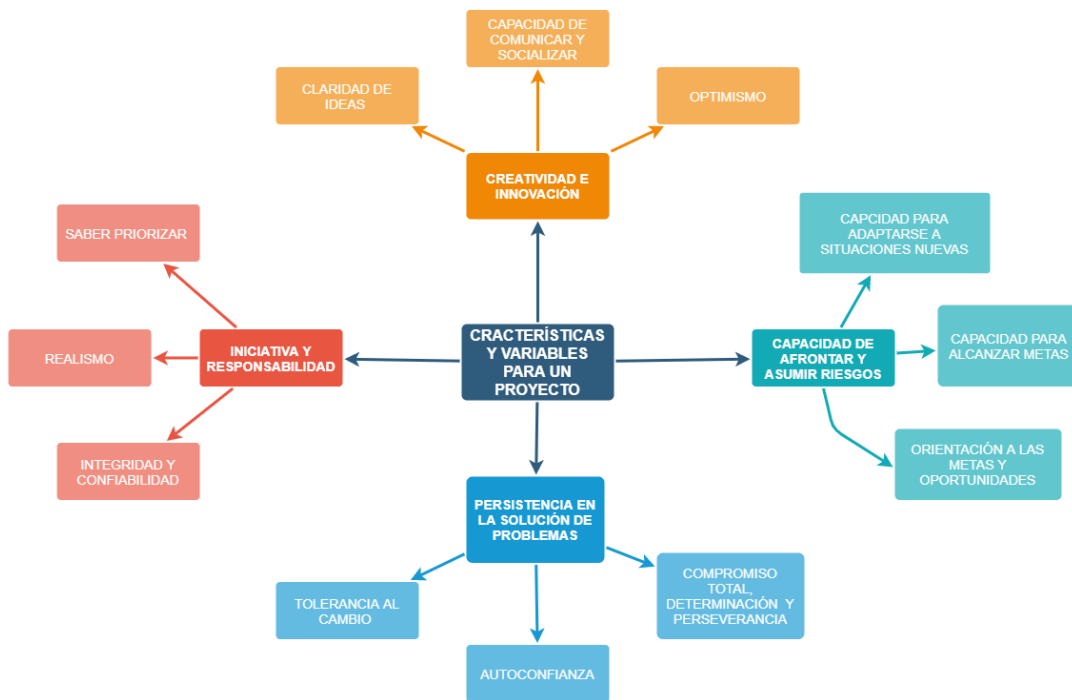 CAPACIDAD DE
COMUNICAR Y
SOCIALIZAR
CLARIDAD DE
IDEAS
OPTIMISMO
CREATIVIDAD E
INNOVACIÓN
SABER PRIORIZAR
REALISMO
INTEGRIDAD Y
CONFIABILIDAD
INICIATIVA Y
RESPONSABILIDAD
CRACTERÍSTICAS
Y VARIABLES
PARA UN
PROYECTO
CAPACIDAD DE
AFRONTAR Y
ASUMIR RIESGOS
CAPCIDAD PARA
ADAPTARSE A
SITUACIONES NUEVAS
CAPACIDAD PARA
ALCANZAR METAS
ORIENTACIÓN A LAS
METAS Y
OPORTUNIDADES
PERSISTENCIA EN
LA SOLUCIÓN DE
PROBLEMAS
TOLERANCIA AL
CAMBIO
AUTOCONFIANZA
COMPROMISO
TOTAL,
DETERMINACIÓN Y
PERSEVERANCIA